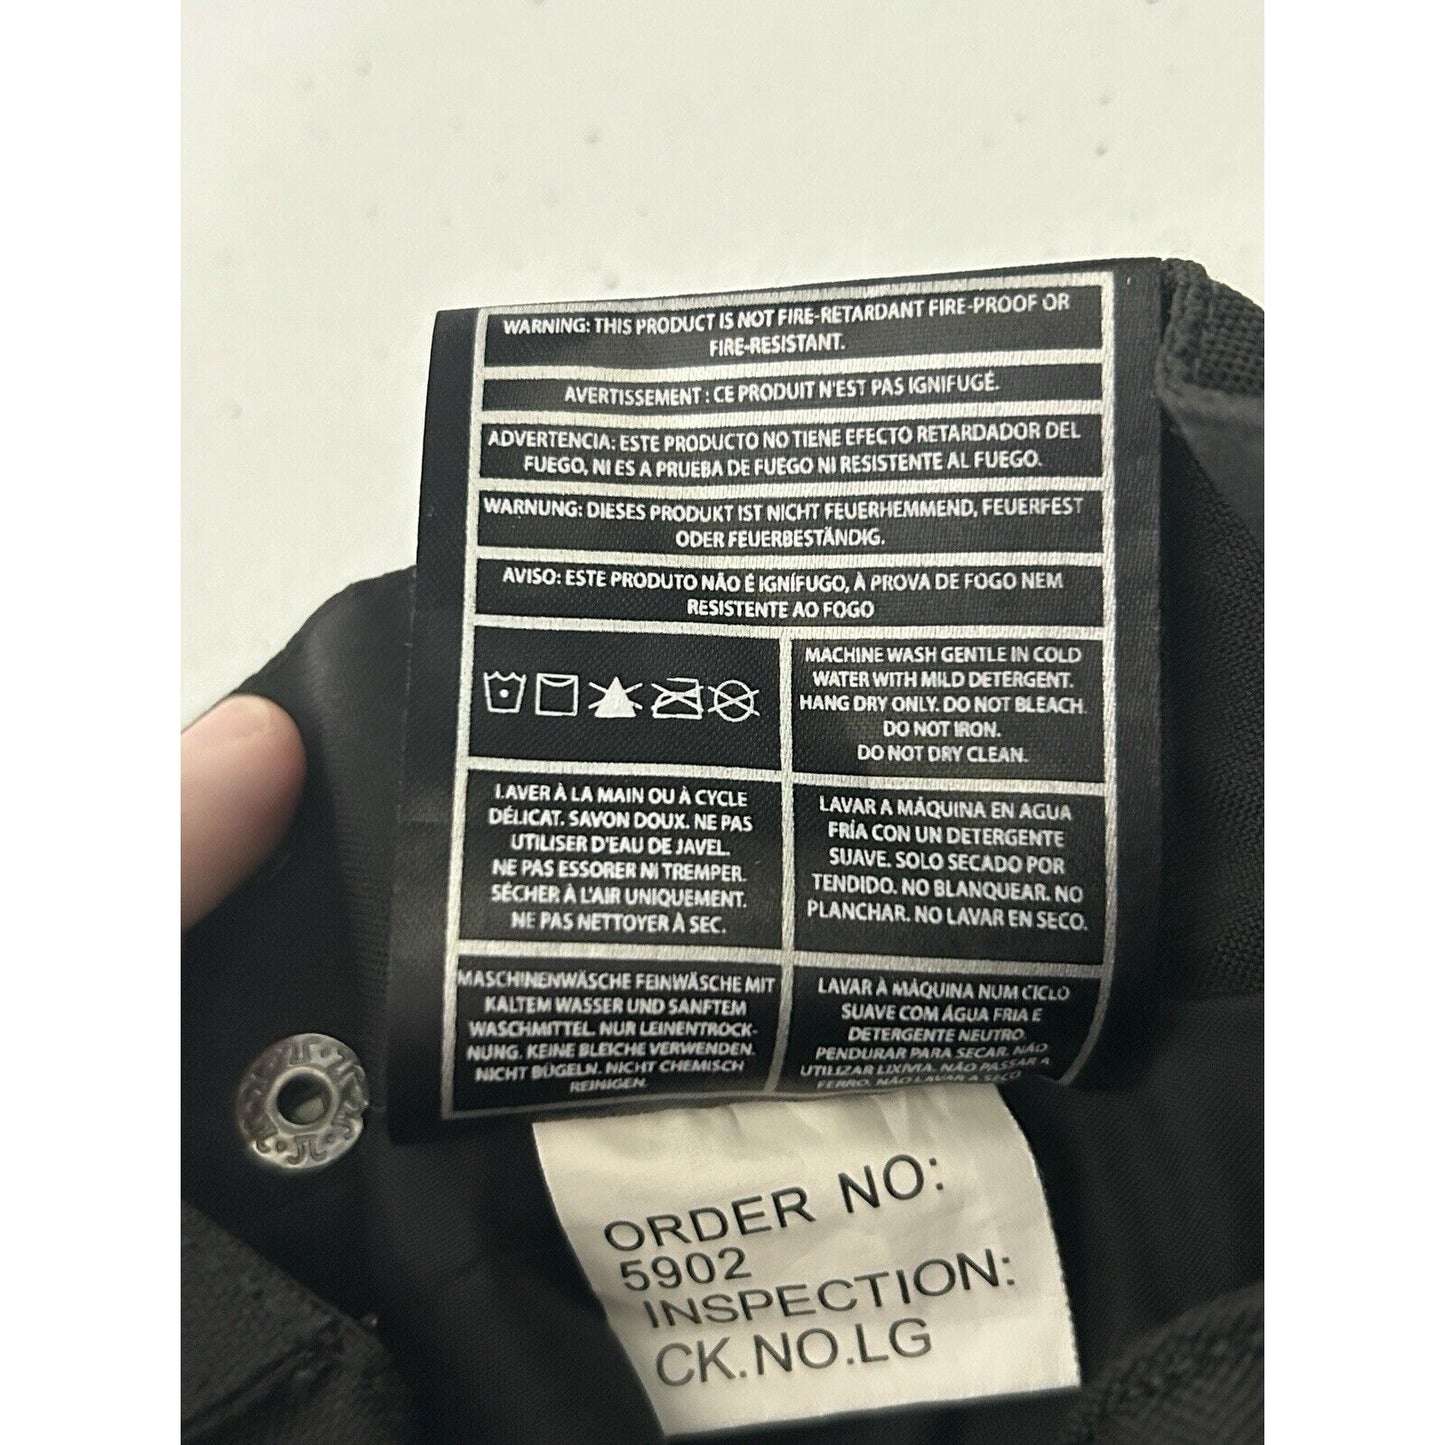 WARNING: THIS PRODUCT IS NOT FIRE-RETARDANT FIRE-PROOF OR
FIRE-RESISTANT.
AVERTISSEMENT : CE PRODUIT N'EST PAS IGNIFUGÉ.
ADVERTENCIA: ESTE PRODUCTO NO TIENE EFECTO RETARDADOR DEL
FUEGO, NI ES A PRUEBA DE FUEGO NI RESISTENTE AL FUEGO.
WARNUNG: DIESES PRODUKT IST NICHT FEUERHEMMEND, FEUERFEST
ODER FEUERBESTÄNDIG.
AVISO: ESTE PRODUTO NÃO É IGNÍFUGO, À PROVA DE FOGO NEM
RESISTENTE AO FOGO
MACHINE WASH GENTLE IN COLD
WATER WITH MILD DETERGENT.
HANG DRY ONLY. DO NOT BLEACH.
DO NOT IRON.
DO NOT DRY CLEAN.
LAVER À LA MAIN OU À CYCLE
DÉLICAT. SAVON DOUX. NE PAS
UTILISER D'EAU DE JAVEL.
NE PAS ESSORER NI TREMPER.
SÉCHER À L'AIR UNIQUEMENT.
NE PAS NETTOYER À SEC.
LAVAR A MÁQUINA EN AGUA
FRÍA CON UN DETERGENTE
SUAVE. SOLO SECADO POR
TENDIDO. NO BLANQUEAR. NO
PLANCHAR. NO LAVAR EN SECO.
MASCHINENWÄSCHE FEINWÄSCHE MIT
KALTEM WASSER UND SANFTEM
WASCHMITTEL. NUR LEINENTROCK-
NUNG. KEINE BLEICHE VERWENDEN.
NICHT BÜGELN. NICHT CHEMISCH
REINIGEN.
LAVAR À MÁQUINA NUM CICLO
SUAVE COM ÁGUA FRIA E
DETERGENTE NEUTRO.
PENDURAR PARA SECAR. NÃO
UTILIZAR LIXIVIA. NÃO PASSAR A
FERRO. NÃO LAVAR A SECO
ORDER NO:
5902
INSPECTION:
CK.NO.LG